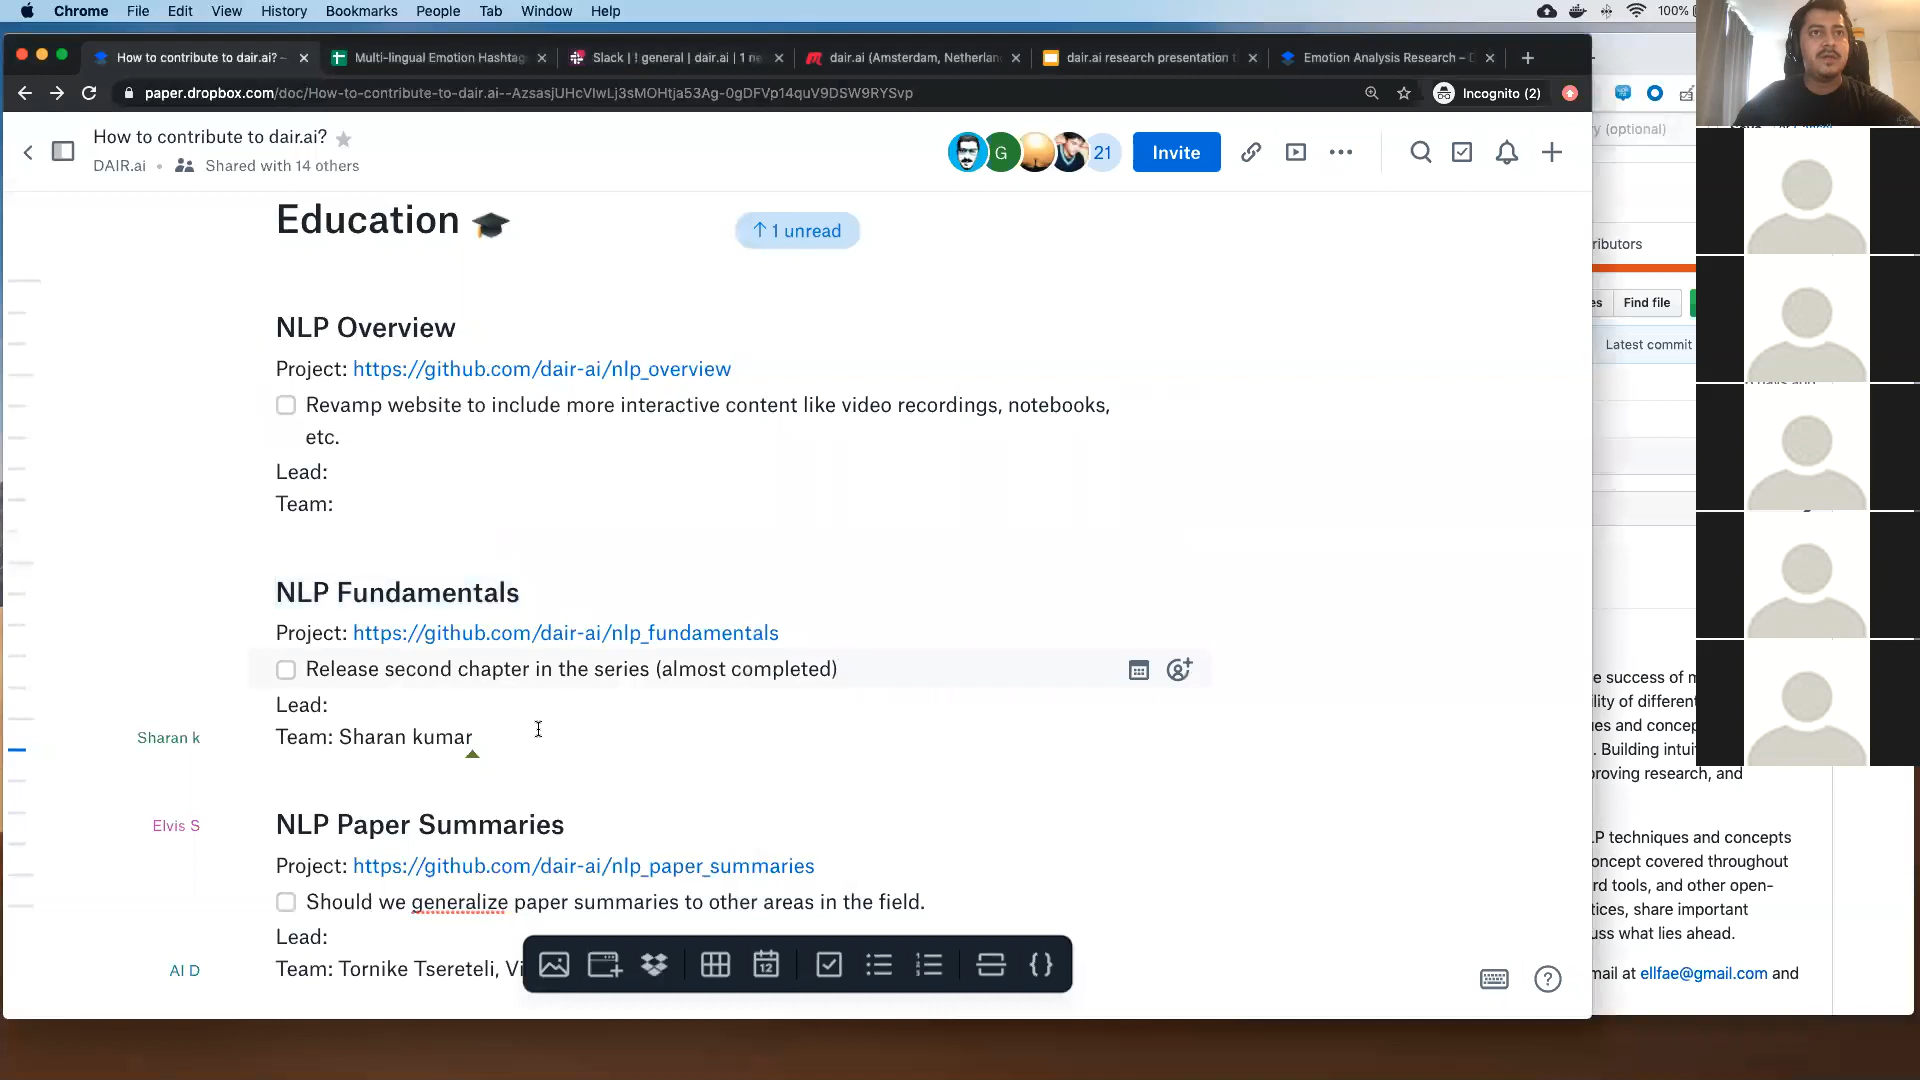 Chrome File Edit View History Bookmarks People Tab Window Help
100%
How to contribute to dair.ai? –
Multi-lingual Emotion Hashtag
Slack | ! general | dair.ai | 1 ne
dair.ai (Amsterdam, Netherlan
dair.ai research presentation t
Emotion Analysis Research – D
paper.dropbox.com/doc/How-to-contribute-to-dair.ai--AzsasjUHcVIwLj3sMOHtja53Ag-0gDFVp14quV9DSW9RYSvp
Incognito (2)
How to contribute to dair.ai?
DAIR.ai • Shared with 14 others
G
21
Invite
Education
↑ 1 unread
NLP Overview
Project: https://github.com/dair-ai/nlp_overview
Revamp website to include more interactive content like video recordings, notebooks,
etc.
Lead:
Team:
NLP Fundamentals
Project: https://github.com/dair-ai/nlp_fundamentals
Release second chapter in the series (almost completed)
Lead:
Sharan k
Team: Sharan kumar
Elvis S
NLP Paper Summaries
Project: https://github.com/dair-ai/nlp_paper_summaries
Should we generalize paper summaries to other areas in the field.
Lead:
AI D
Team: Tornike Tsereteli, Vi
12
y (optional)
ributors
es
Find file
Latest commit
e success of m
ility of different
ues and concep
. Building intui
roving research, and
LP techniques and concepts
oncept covered throughout
rd tools, and other open-
tices, share important
uss what lies ahead.
mail at ellfae@gmail.com and